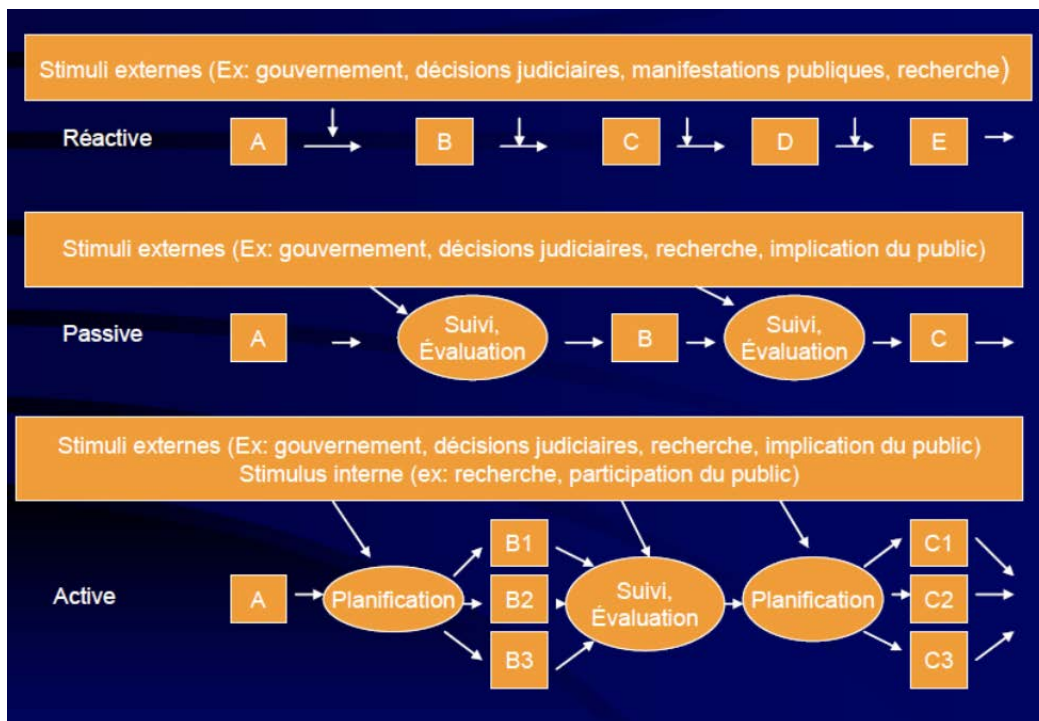 Stimuli externes (Ex: gouvernement, décisions judiciaires, manifestations publiques, recherche)
Réactive A B C D E
Stimuli externes (Ex: gouvernement, décisions judiciaires, recherche, implication du public)
Passive A Suivi, Évaluation B Suivi, Évaluation C
Stimuli externes (Ex: gouvernement, décisions judiciaires, recherche, implication du public)
Stimulus interne (ex: recherche, participation du public)
B1 C1
Active A Planification B2 Suivi, Évaluation Planification C2
B3 C3